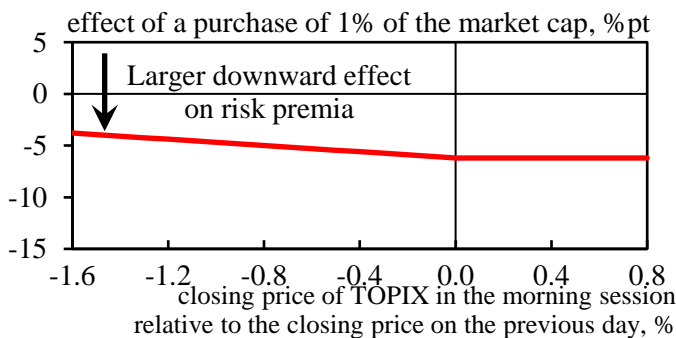 effect of a purchase of 1% of the market cap, %pt
5
Larger downward effect
on risk premia
0
-5
-10
-15
-1.6 -1.2 -0.8 -0.4 0.0 0.4 0.8
closing price of TOPIX in the morning session
relative to the closing price on the previous day, %